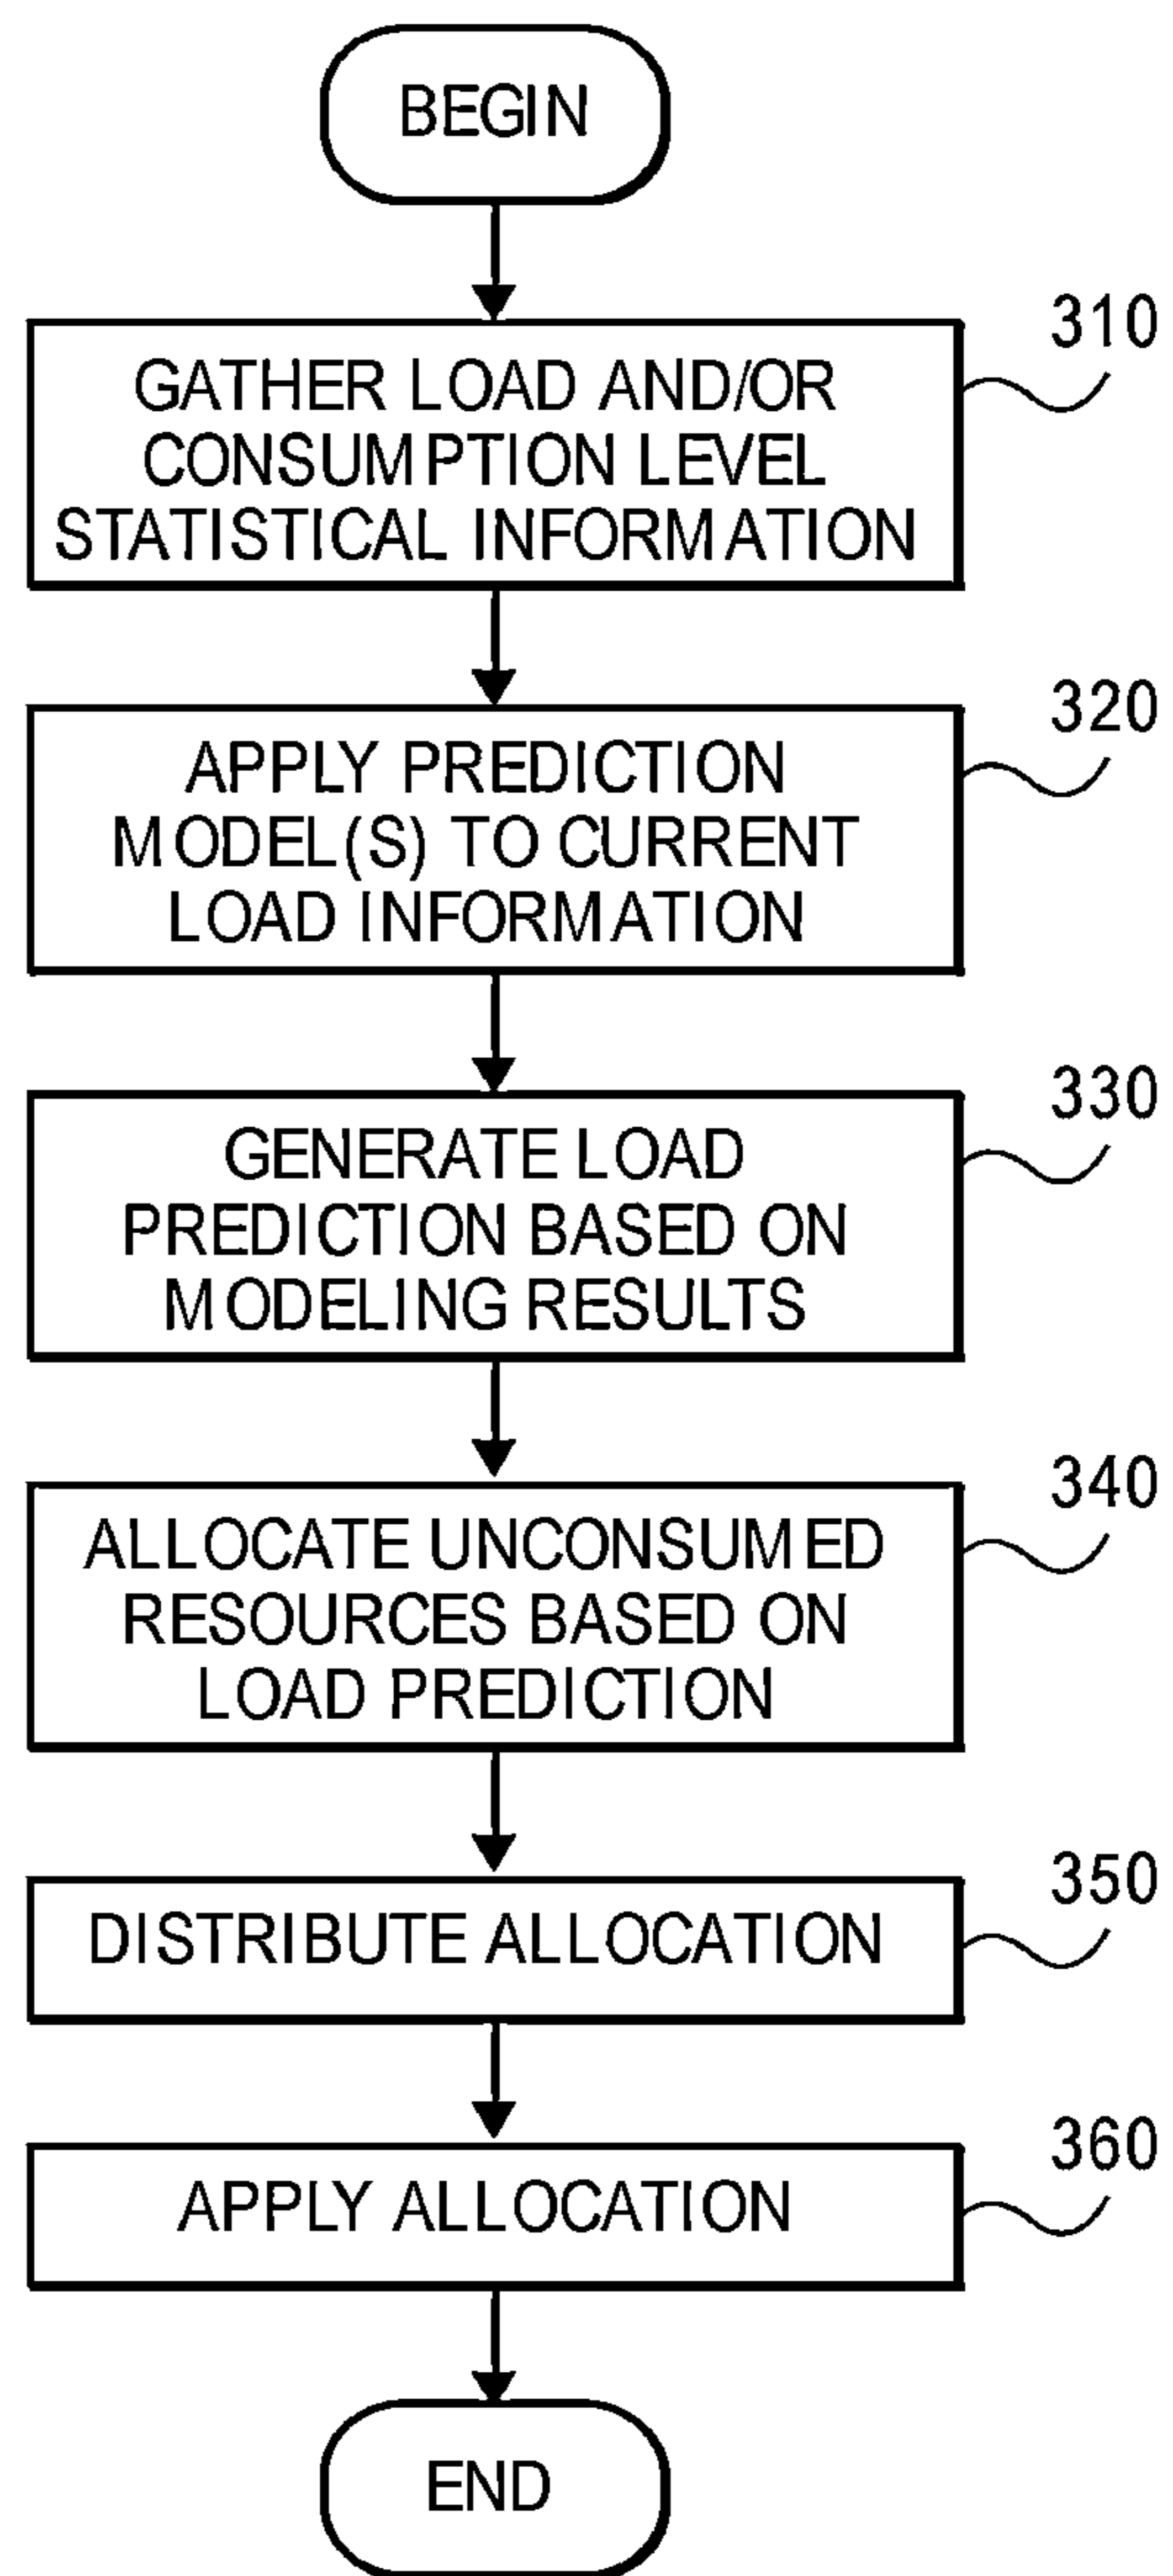 BEGIN
310
GATHER LOAD AND/OR
CONSUMPTION LEVEL
STATISTICAL INFORMATION
320
APPLY PREDICTION
MODEL(S) TO CURRENT
LOAD INFORMATION
330
GENERATE LOAD
PREDICTION BASED ON
MODELING RESULTS
340
ALLOCATE UNCONSUMED
RESOURCES BASED ON
LOAD PREDICTION
350
DISTRIBUTE ALLOCATION
360
APPLY ALLOCATION
END